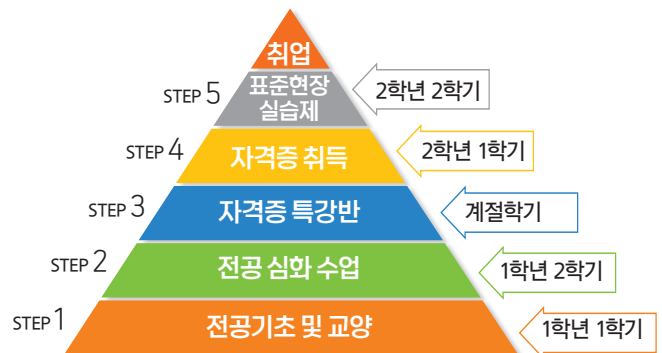 취업
STEP 5
표준현장
실습제
2학년 2학기
STEP 4
자격증 취득
2학년 1학기
STEP 3
자격증 특강반
계절학기
STEP 2
전공 심화 수업
1학년 2학기
STEP 1
전공기초 및 교양
1학년 1학기